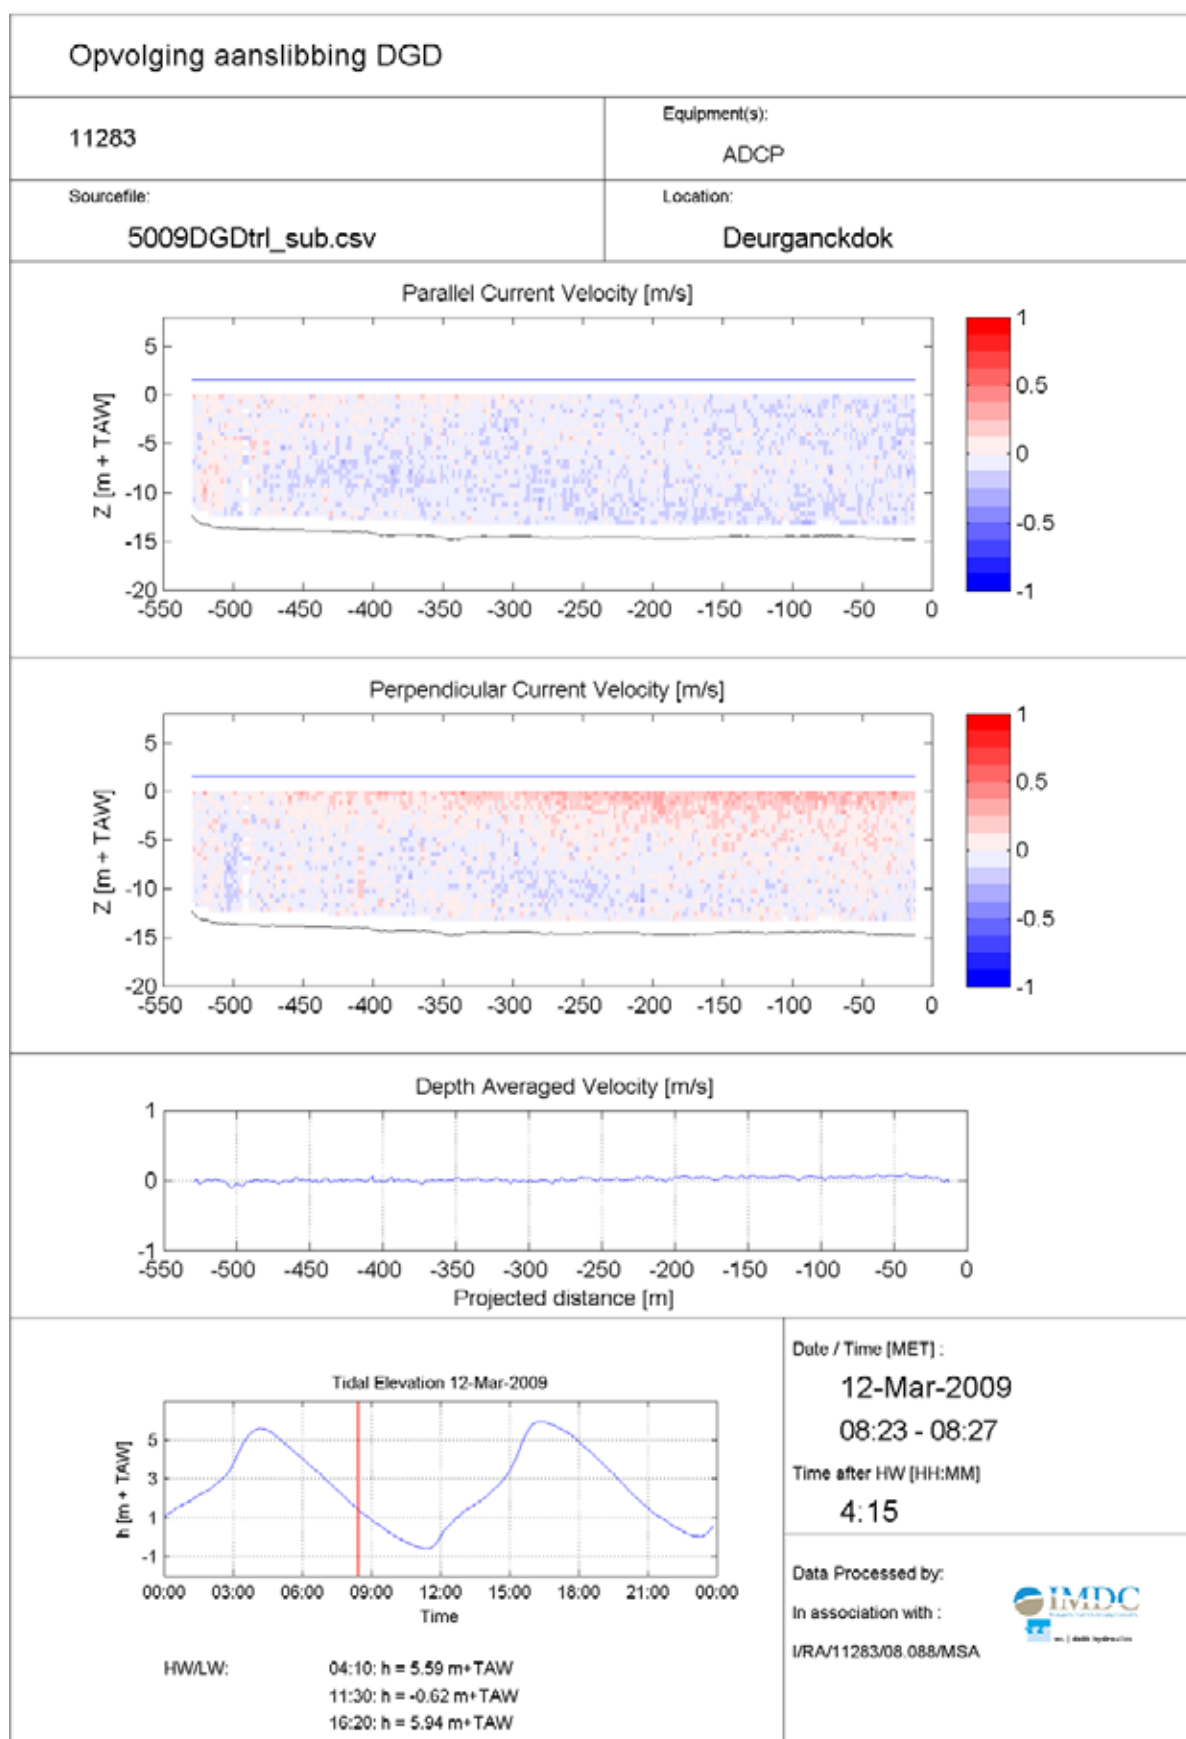 Opvolging aanslibbing DGD
11283
Equipment(s):
ADCP
Sourcefile:
5009DGDtrl_sub.csv
Location:
Deurganckdok
Parallel Current Velocity [m/s]
Z [m + TAW]
5
0
-5
-10
-15
-20
-550 -500 -450 -400 -350 -300 -250 -200 -150 -100 -50 0
1
0.5
0
-0.5
-1
Perpendicular Current Velocity [m/s]
Z [m + TAW]
5
0
-5
-10
-15
-20
-550 -500 -450 -400 -350 -300 -250 -200 -150 -100 -50 0
1
0.5
0
-0.5
-1
Depth Averaged Velocity [m/s]
1
0
-1
-550 -500 -450 -400 -350 -300 -250 -200 -150 -100 -50 0
Projected distance [m]
Tidal Elevation 12-Mar-2009
h [m + TAW]
5
3
1
-1
00:00 03:00 06:00 09:00 12:00 15:00 18:00 21:00 00:00
Time
HW/LW:
04:10: h = 5.59 m+TAW
11:30: h = -0.62 m+TAW
16:20: h = 5.94 m+TAW
Date / Time [MET] :
12-Mar-2009
08:23 - 08:27
Time after HW [HH:MM]
4:15
Data Processed by:
IMDC
In association with :
wL | delft hydraulics
I/RA/11283/08.088/MSA